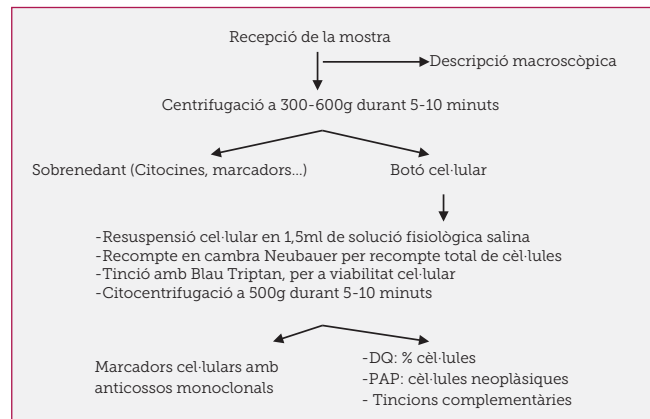 Recepció de la mostra
Descripció macroscòpica
Centrifugació a 300-600g durant 5-10 minuts
Sobrenedant (Citocines, marcadors...)
Botó cel·lular
-Resuspensió cel·lular en 1,5ml de solució fisiològica salina
-Recompte en cambra Neubauer per recompte total de cèl·lules
-Tinció amb Blau Triptan, per a viabilitat cel·lular
-Citocentrifugació a 500g durant 5-10 minuts
Marcadors cel·lulars amb
anticossos monoclonals
-DQ: % cèl·lules
-PAP: cèl·lules neoplàsiques
- Tincions complementàries